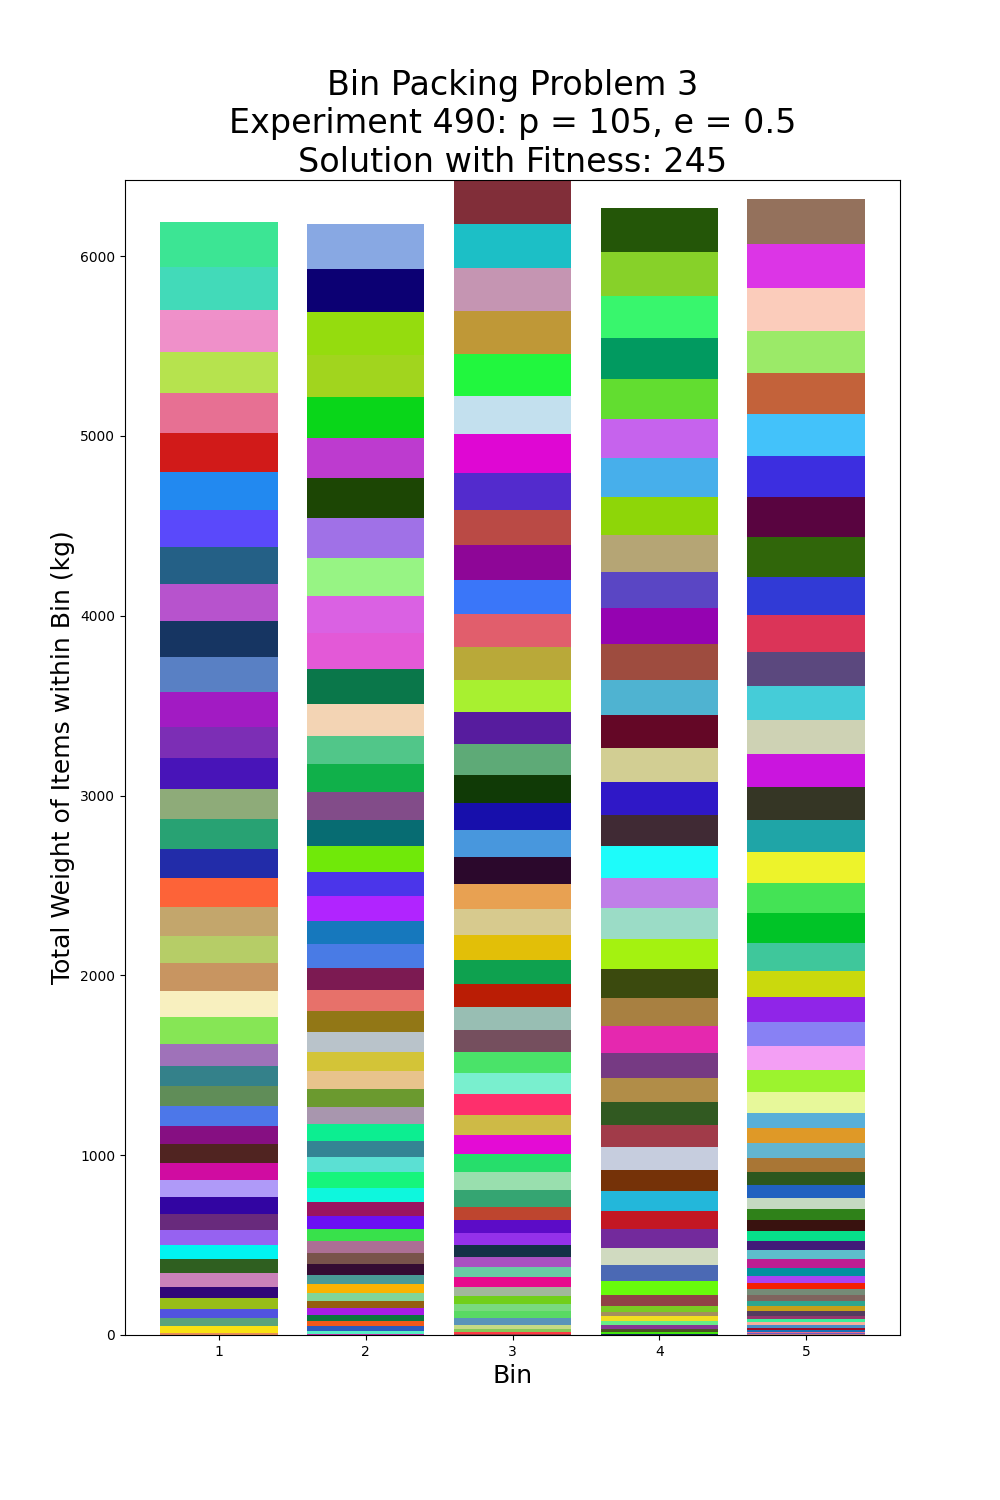 Bin Packing Problem 3
Experiment 490: p = 105, e = 0.5
Solution with Fitness: 245
Total Weight of Items within Bin (kg)
6000
5000
4000
3000
2000
1000
0
1 2 3 4 5
Bin